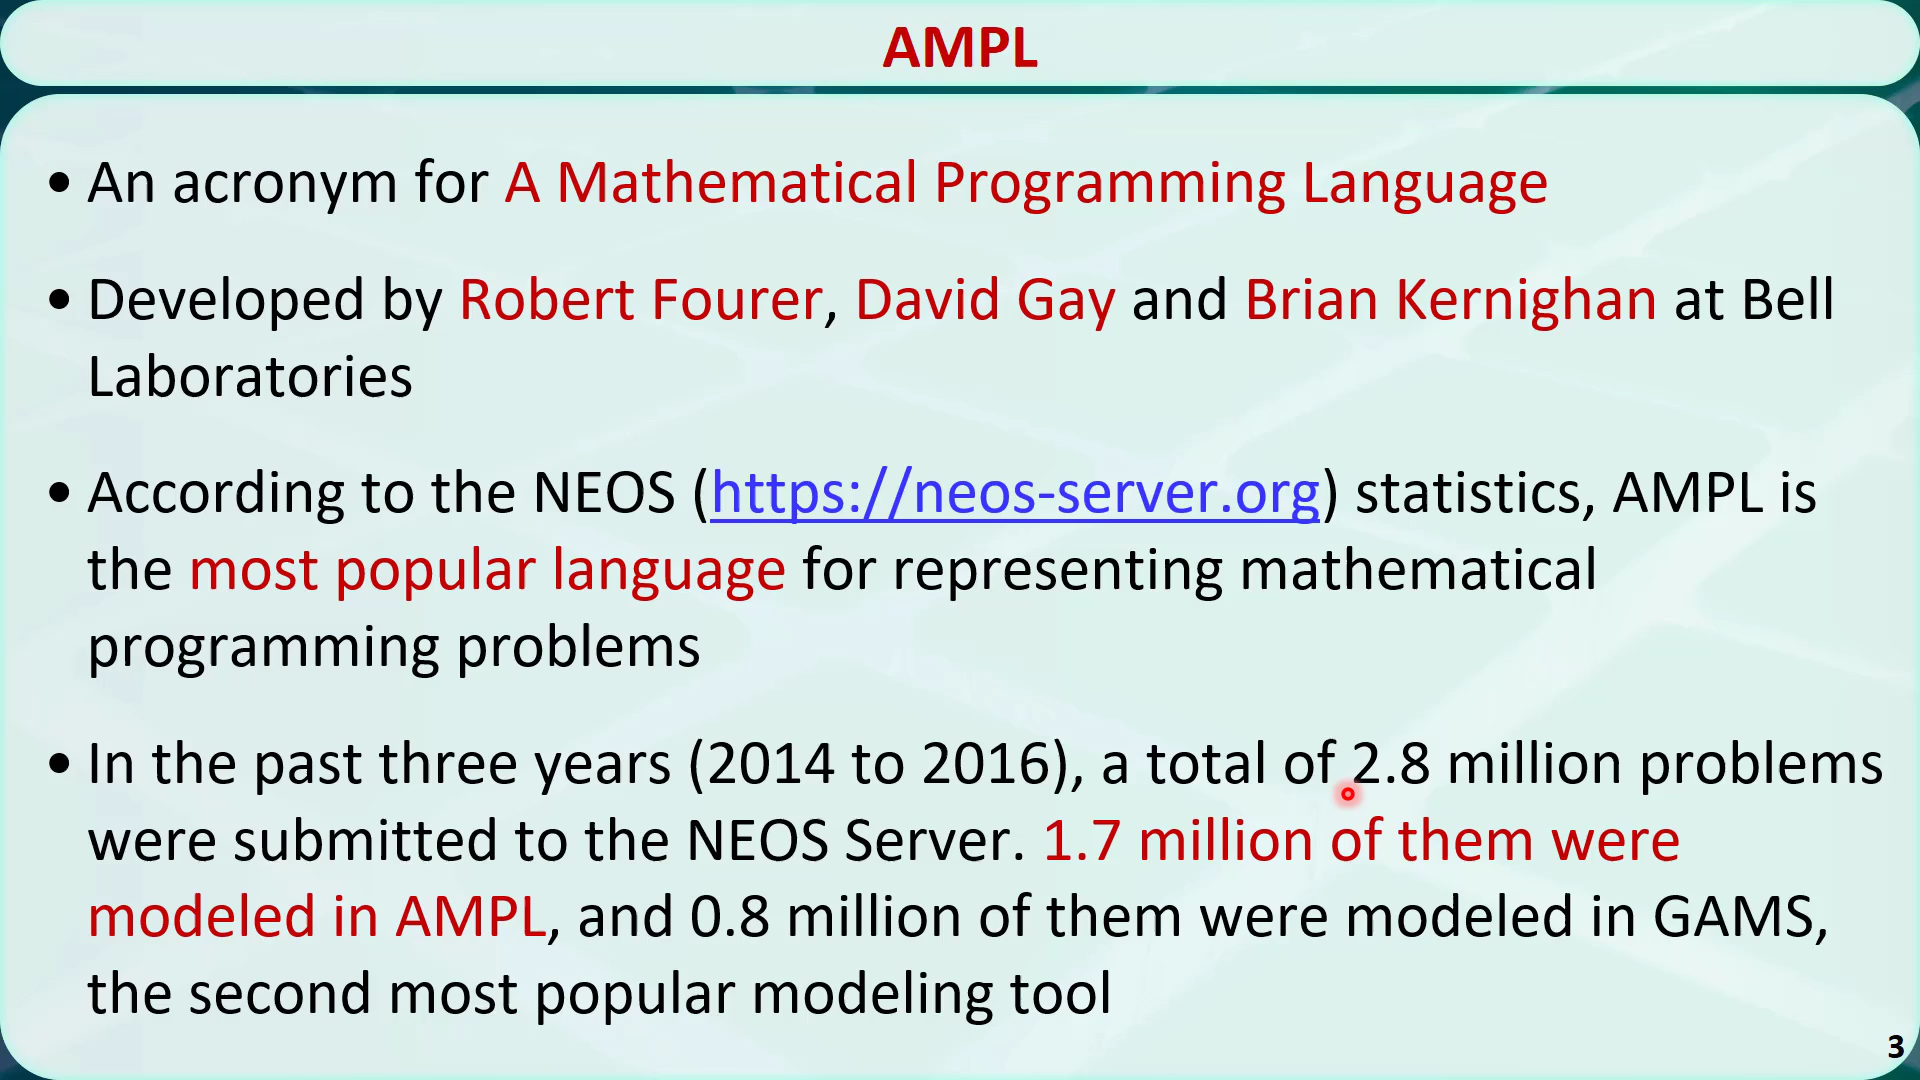 AMPL
• An acronym for A Mathematical Programming Language
• Developed by Robert Fourer, David Gay and Brian Kernighan at Bell
Laboratories
• According to the NEOS (https://neos-server.org) statistics, AMPL is
the most popular language for representing mathematical
programming problems
• In the past three years (2014 to 2016), a total of 2.8 million problems
were submitted to the NEOS Server. 1.7 million of them were
modeled in AMPL, and 0.8 million of them were modeled in GAMS,
the second most popular modeling tool
3